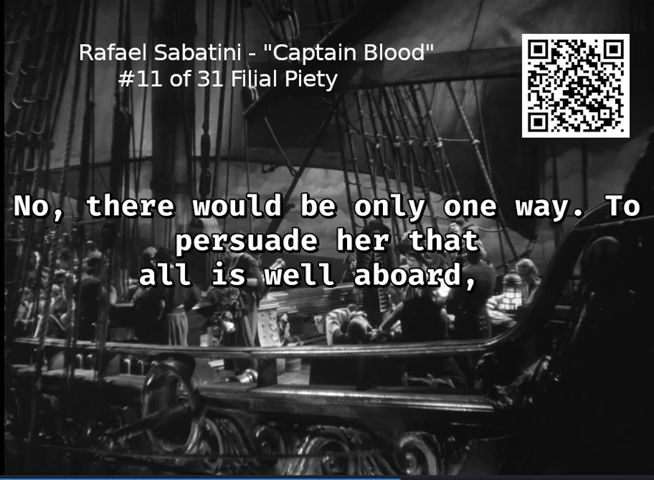 Rafael Sabatini - "Captain Blood"
#11 of 31 Filial Piety
No, there would be only one way. To
persuade her that
all is well aboard,